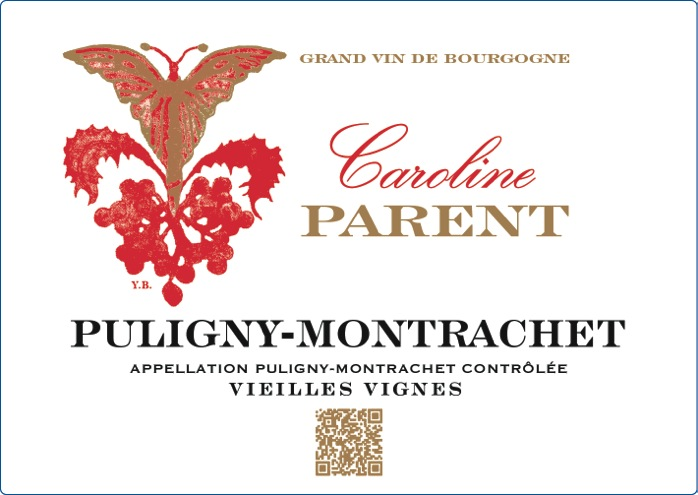 GRAND VIN DE BOURGOGNE
Caroline
PARENT
Y.B.
PULIGNY-MONTRACHET
APPELLATION PULIGNY-MONTRACHET CONTRÔLÉE
VIEILLES VIGNES